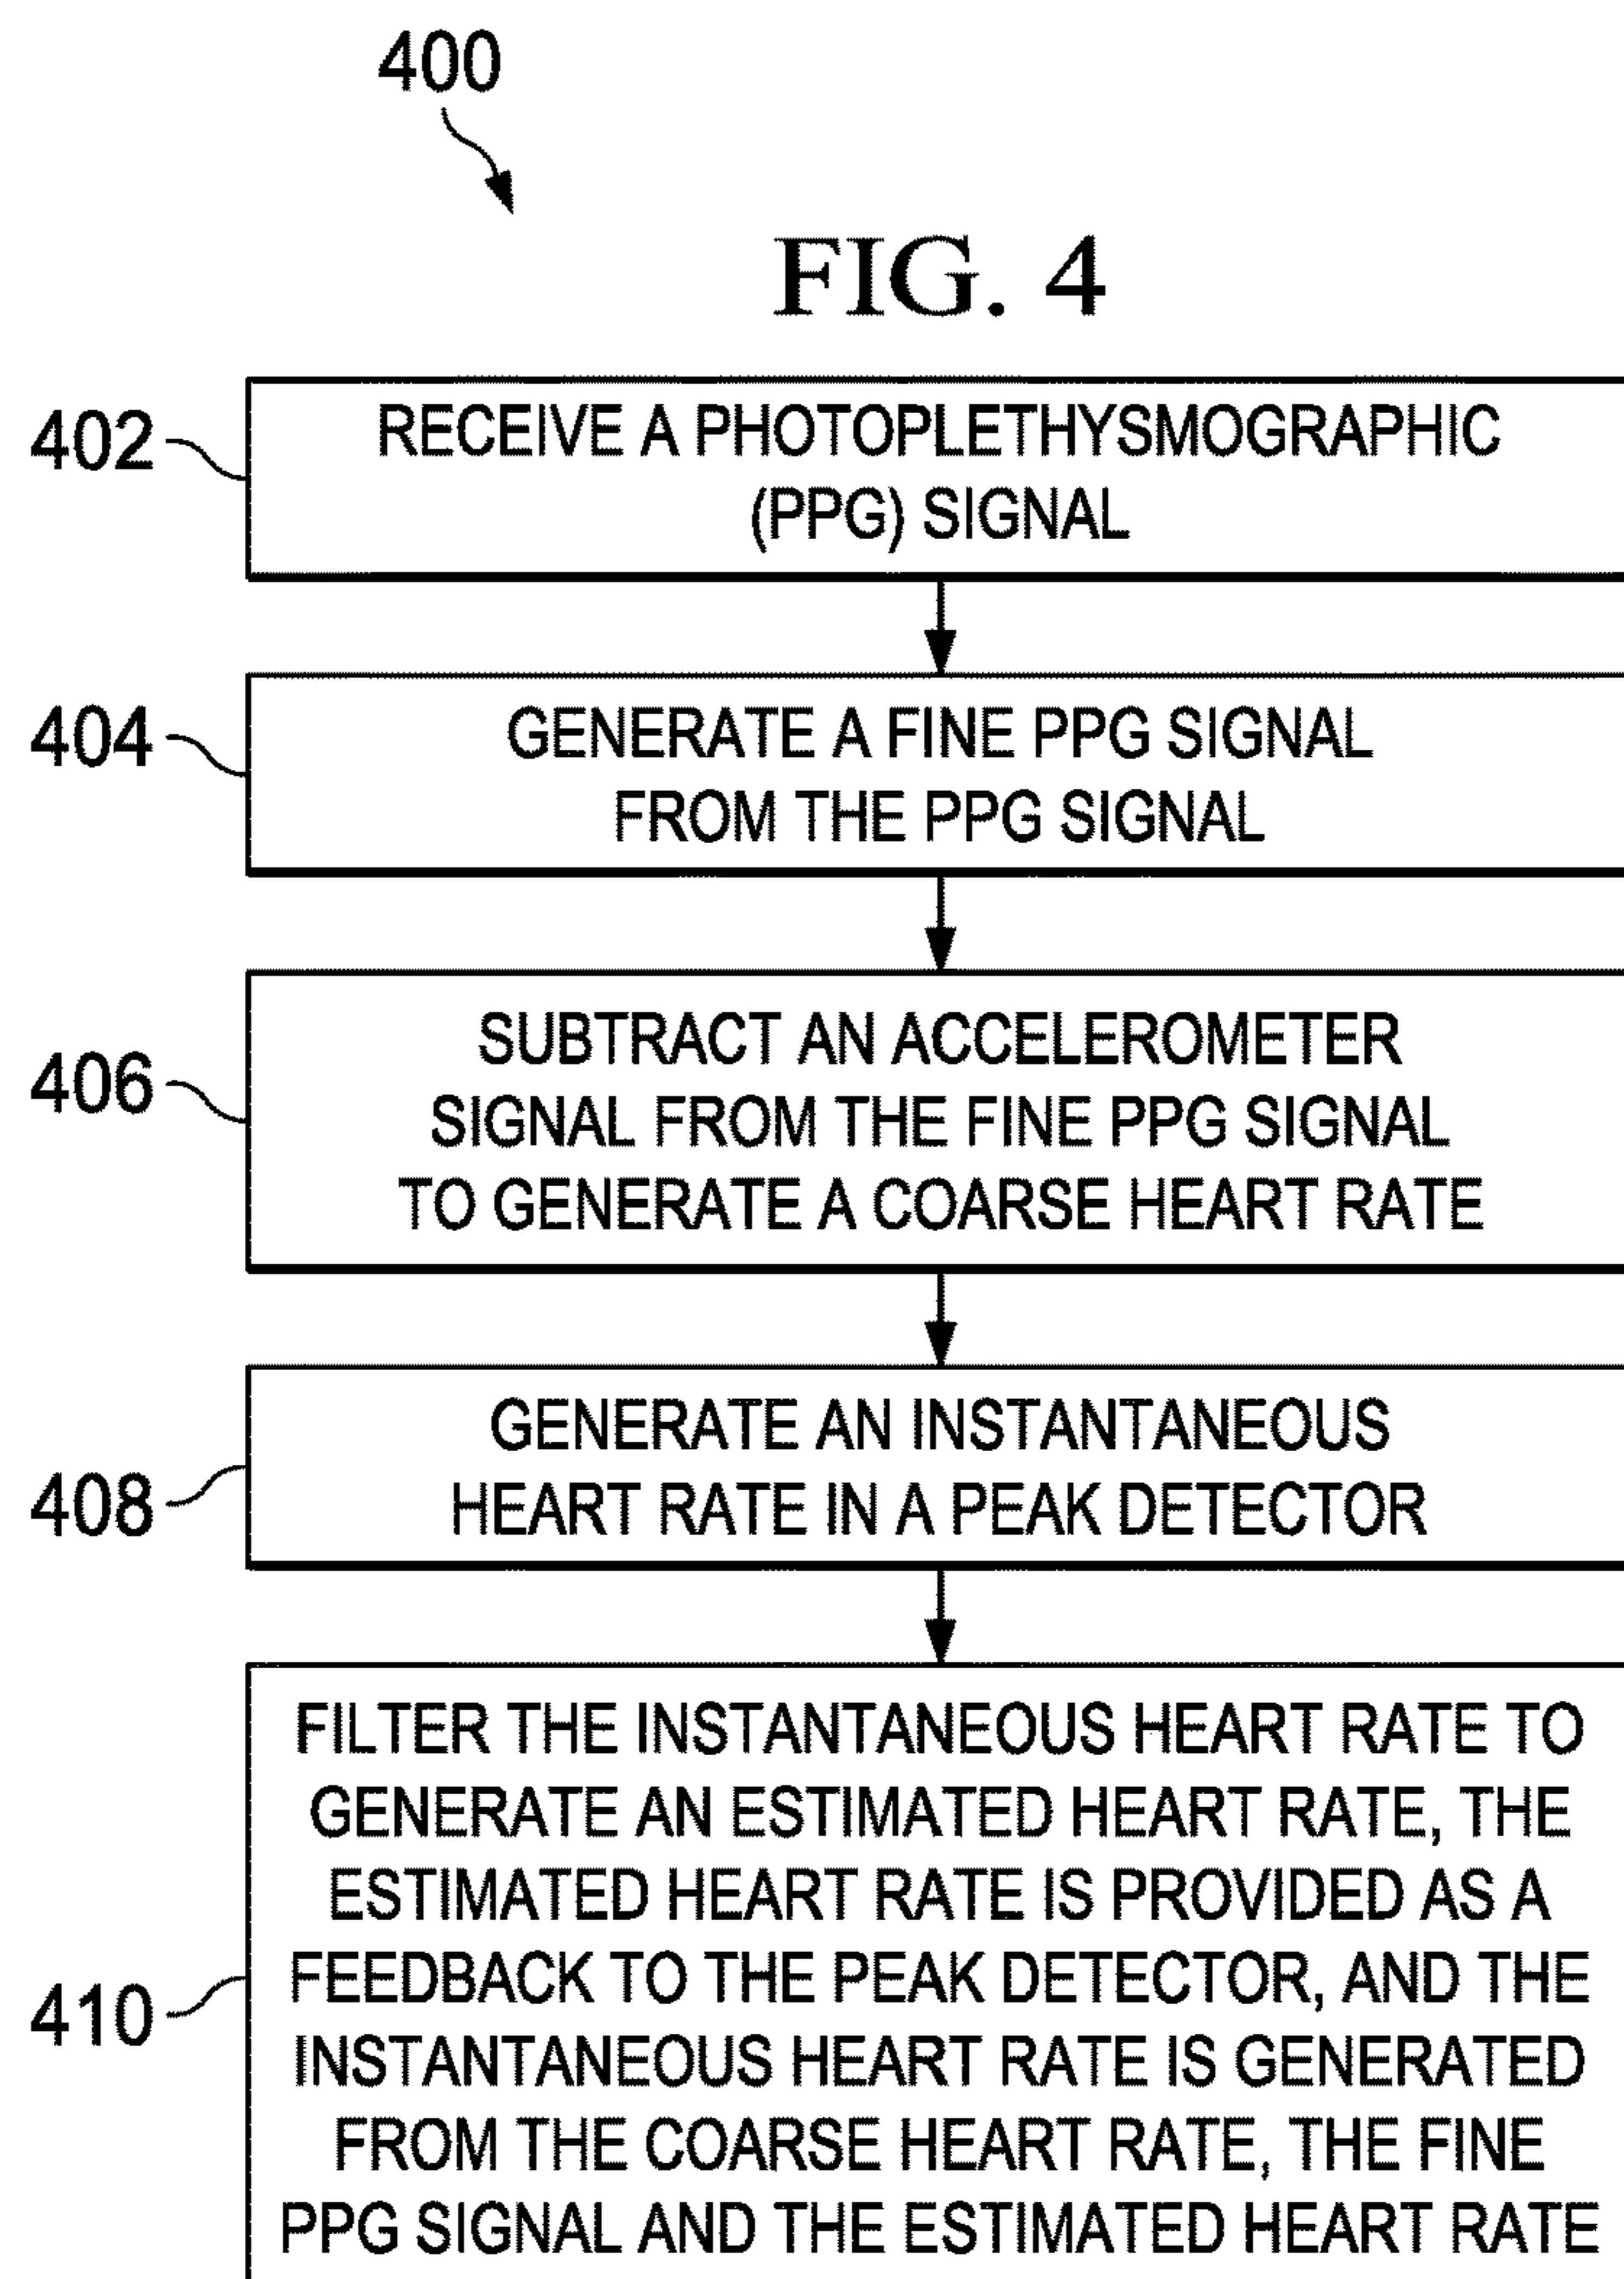 400
FIG. 4
402
RECEIVE A PHOTOPLETHYSMOGRAPHIC
(PPG) SIGNAL
404
GENERATE A FINE PPG SIGNAL
FROM THE PPG SIGNAL
406
SUBTRACT AN ACCELEROMETER
SIGNAL FROM THE FINE PPG SIGNAL
TO GENERATE A COARSE HEART RATE
408
GENERATE AN INSTANTANEOUS
HEART RATE IN A PEAK DETECTOR
410
FILTER THE INSTANTANEOUS HEART RATE TO
GENERATE AN ESTIMATED HEART RATE, THE
ESTIMATED HEART RATE IS PROVIDED AS A
FEEDBACK TO THE PEAK DETECTOR, AND THE
INSTANTANEOUS HEART RATE IS GENERATED
FROM THE COARSE HEART RATE, THE FINE
PPG SIGNAL AND THE ESTIMATED HEART RATE